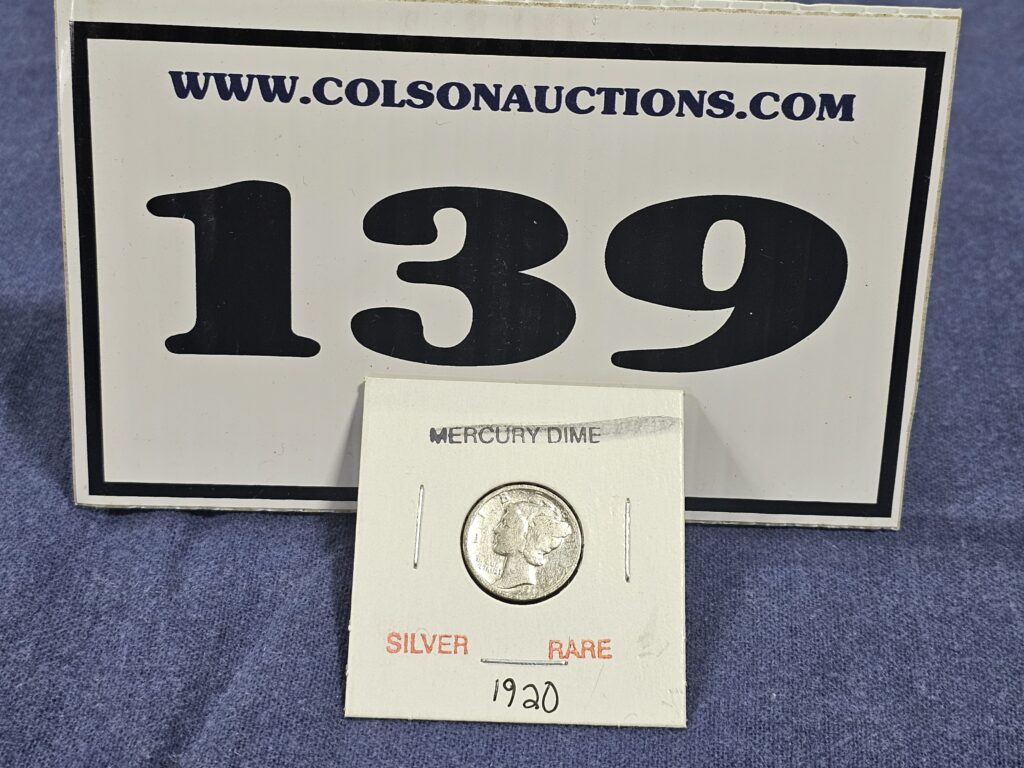 WWW.COLSONAUCTIONS.COM
139
MERCURY DIME
SILVER RARE
1920